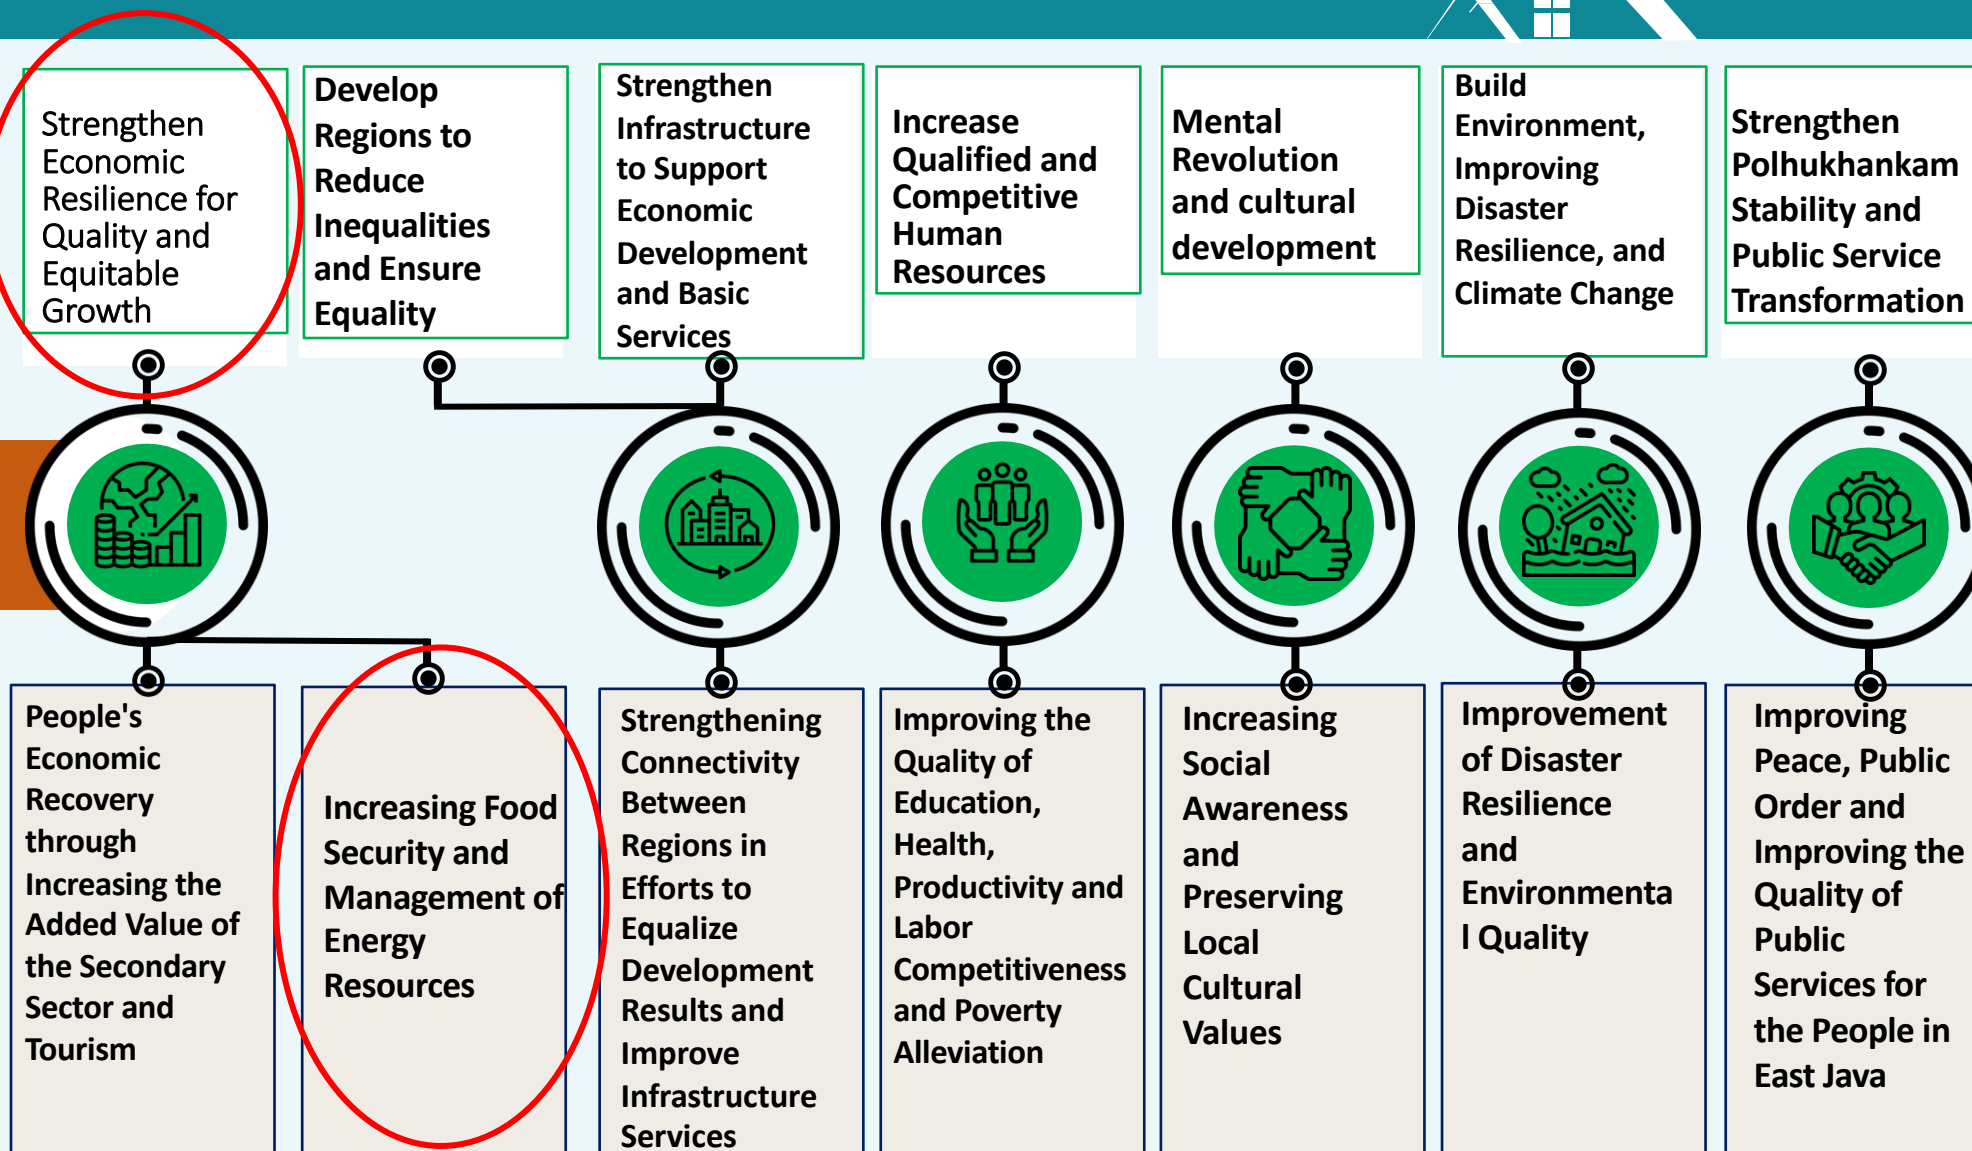 Strengthen
Economic
Resilience for
Quality and
Equitable
Growth
Develop
Regions to
Reduce
Inequalities
and Ensure
Equality
Strengthen
Infrastructure
to Support
Economic
Development
and Basic
Services
Increase
Qualified and
Competitive
Human
Resources
Mental
Revolution
and cultural
development
Build
Environment,
Improving
Disaster
Resilience, and
Climate Change
Strengthen
Polhukhankam
Stability and
Public Service
Transformation
People's
Economic
Recovery
through
Increasing the
Added Value of
the Secondary
Sector and
Tourism
Increasing Food
Security and
Management of
Energy
Resources
Strengthening
Connectivity
Between
Regions in
Efforts to
Equalize
Development
Results and
Improve
Infrastructure
Services
Improving the
Quality of
Education,
Health,
Productivity and
Labor
Competitiveness
and Poverty
Alleviation
Increasing
Social
Awareness
and
Preserving
Local
Cultural
Values
Improvement
of Disaster
Resilience
and
Environmenta
l Quality
Improving
Peace, Public
Order and
Improving the
Quality of
Public
Services for
the People in
East Java